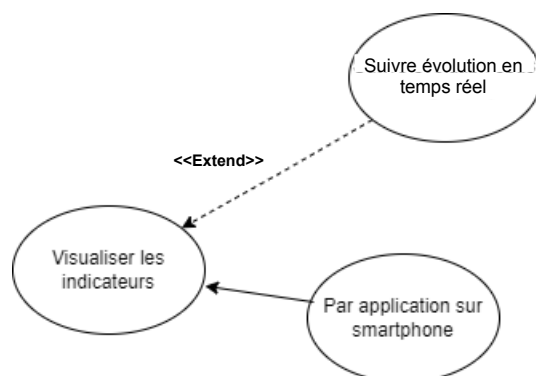 Suivre évolution en
temps réel
<<Extend>>
Visualiser les
indicateurs
Par application sur
smartphone